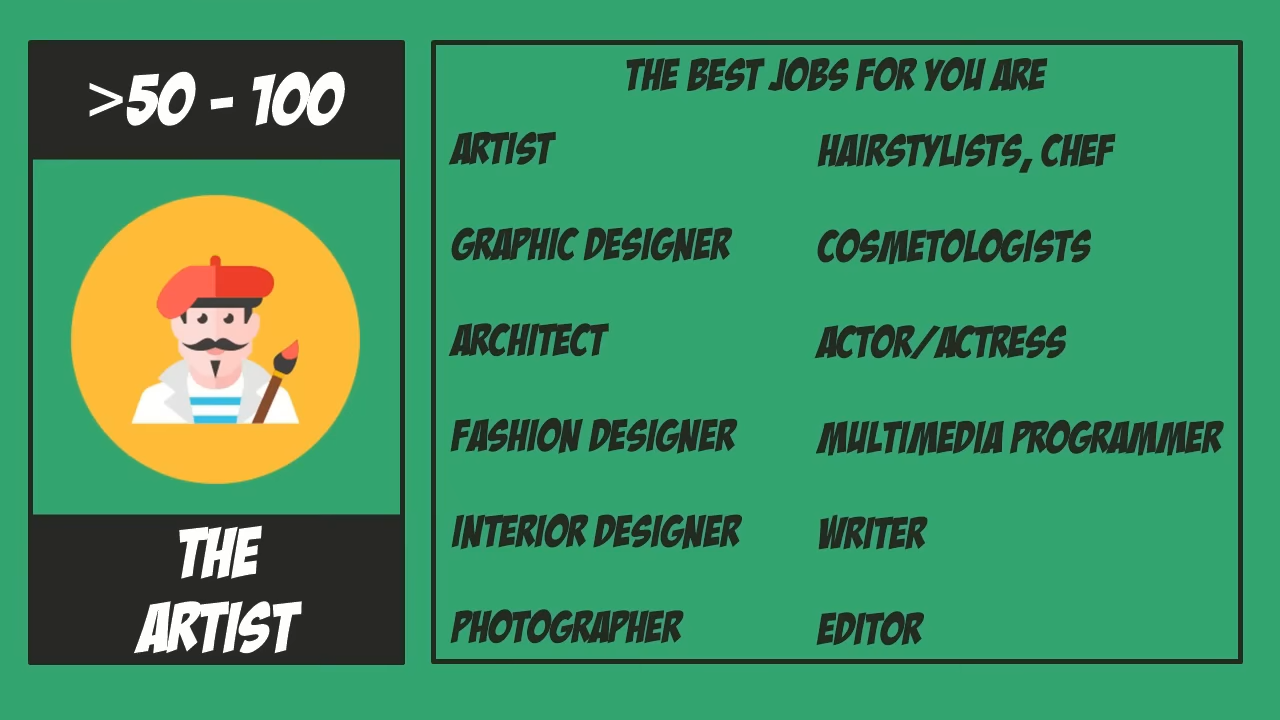 >50 - 100
THE
ARTIST
THE BEST JOBS FOR YOU ARE
ARTIST
GRAPHIC DESIGNER
ARCHITECT
FASHION DESIGNER
INTERIOR DESIGNER
PHOTOGRAPHER
HAIRSTYLISTS, CHEF
COSMETOLOGISTS
ACTOR/ACTRESS
MULTIMEDIA PROGRAMMER
WRITER
EDITOR